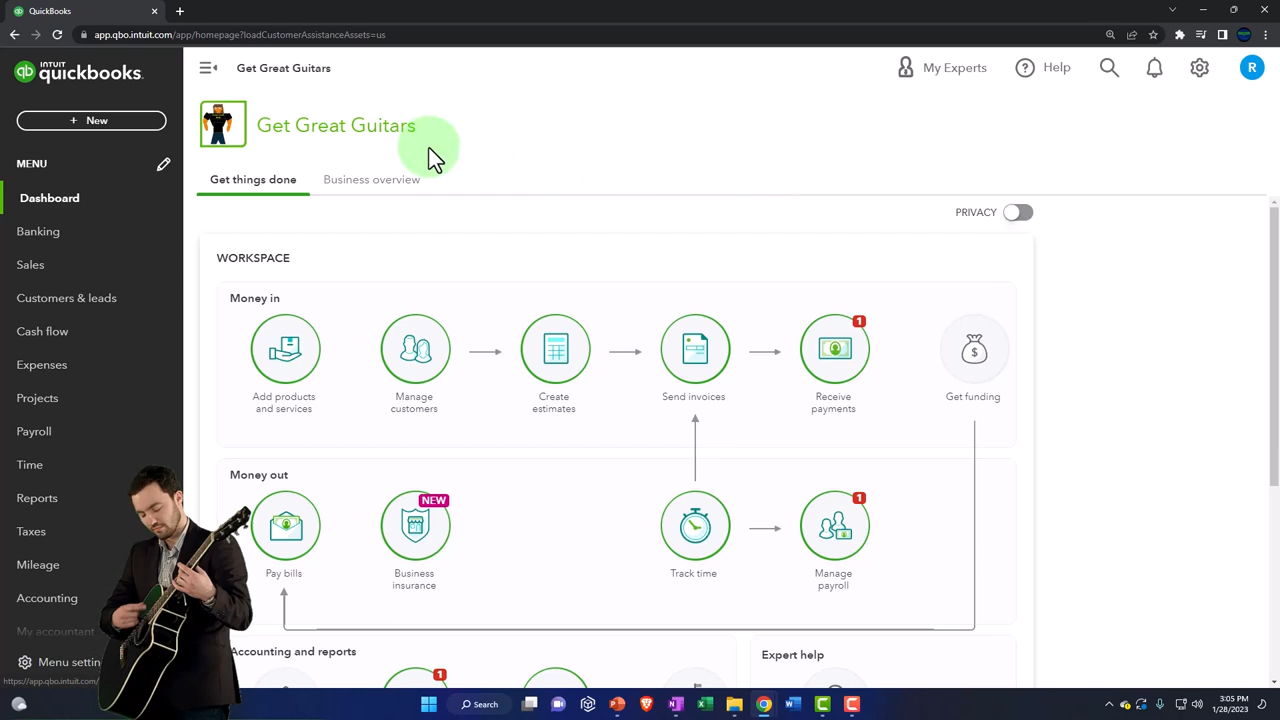 QuickBooks
app.qbo.intuit.com/app/homepage?loadCustomerAssistanceAssets=us
INTUIT
quickbooks.
Get Great Guitars
My Experts
Help
R
+ New
Get Great Guitars
MENU
Get things done
Business overview
Dashboard
PRIVACY
Banking
WORKSPACE
Sales
Customers & leads
Money in
Cash flow
1
Expenses
Projects
Add products
and services
Manage
customers
Create
estimates
Send invoices
Receive
payments
Get funding
Payroll
Time
Money out
Reports
NEW
1
Taxes
Mileage
Pay bills
Business
insurance
Track time
Manage
payroll
Accounting
My accountant
Accounting and reports
Expert help
Menu settin
1
https://app.qbo.intuit.com/app/
Search
3:05 PM
1/28/2023